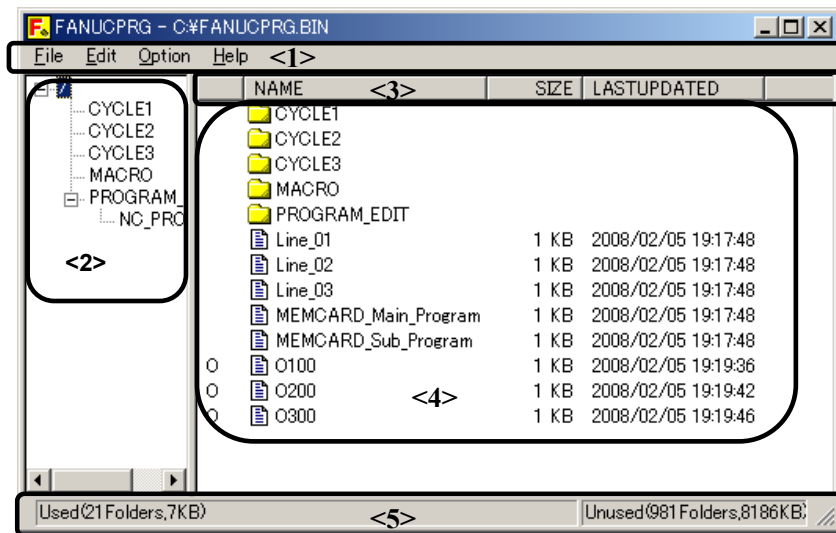 FANUCPRG - C:¥FANUCPRG.BIN
File Edit Option Help <1>
NAME <3> SIZE LASTUPDATED
/
CYCLE1
CYCLE2
CYCLE3
MACRO
PROGRAM_
NC_PRO
<2>
CYCLE1
CYCLE2
CYCLE3
MACRO
PROGRAM_EDIT
Line_01 1 KB 2008/02/05 19:17:48
Line_02 1 KB 2008/02/05 19:17:48
Line_03 1 KB 2008/02/05 19:17:48
MEMCARD_Main_Program 1 KB 2008/02/05 19:17:48
MEMCARD_Sub_Program 1 KB 2008/02/05 19:17:48
O O100 1 KB 2008/02/05 19:19:36
O O200 1 KB 2008/02/05 19:19:42
O O300 1 KB 2008/02/05 19:19:46
<4>
Used(21 Folders,7KB) <5> Unused(981 Folders,8186KB)